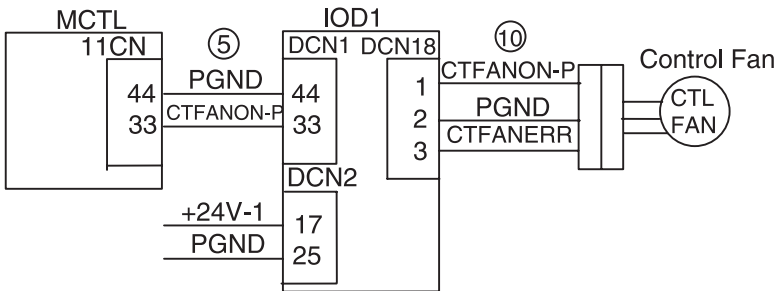 MCTL
IOD1
11CN
⑤
DCN1
DCN18
⑩
Control Fan
44
PGND
44
1
CTFANON-P
CTL
33
CTFANON-P
33
2
PGND
FAN
3
CTFANERR
DCN2
+24V-1
17
PGND
25